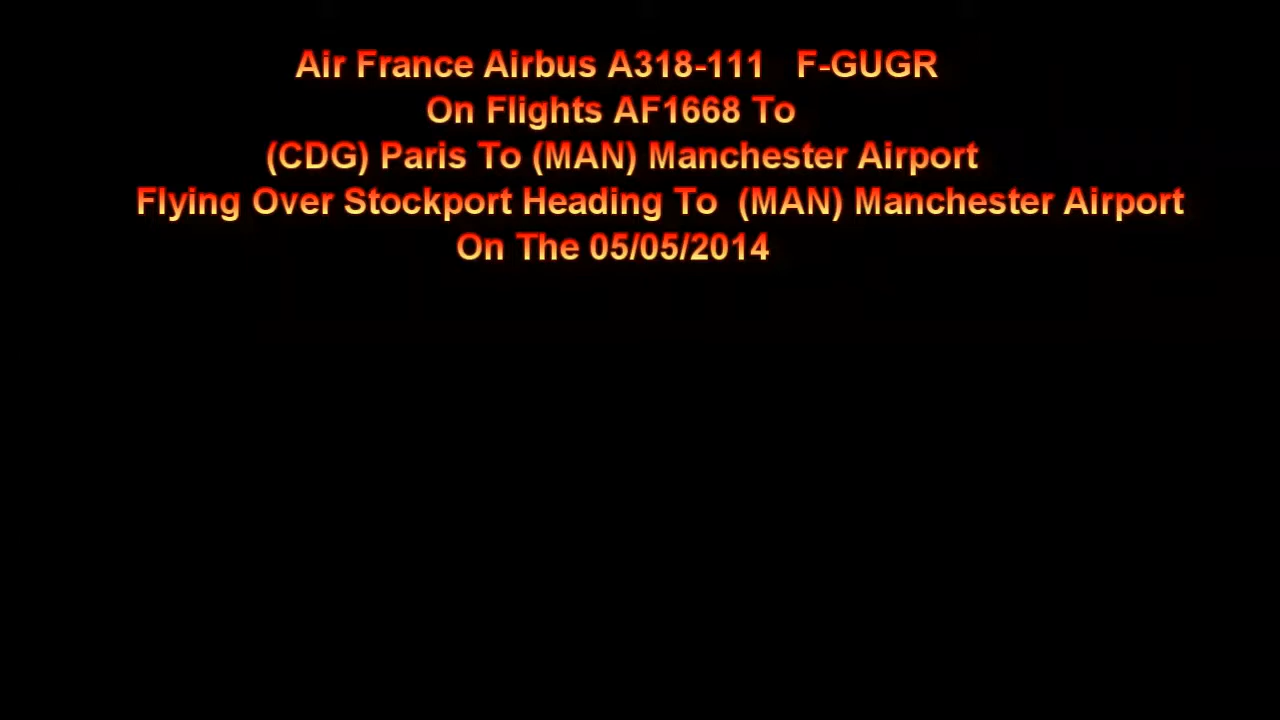 Air France Airbus A318-111 F-GUGR
On Flights AF1668 To
(CDG) Paris To (MAN) Manchester Airport
Flying Over Stockport Heading To (MAN) Manchester Airport
On The 05/05/2014